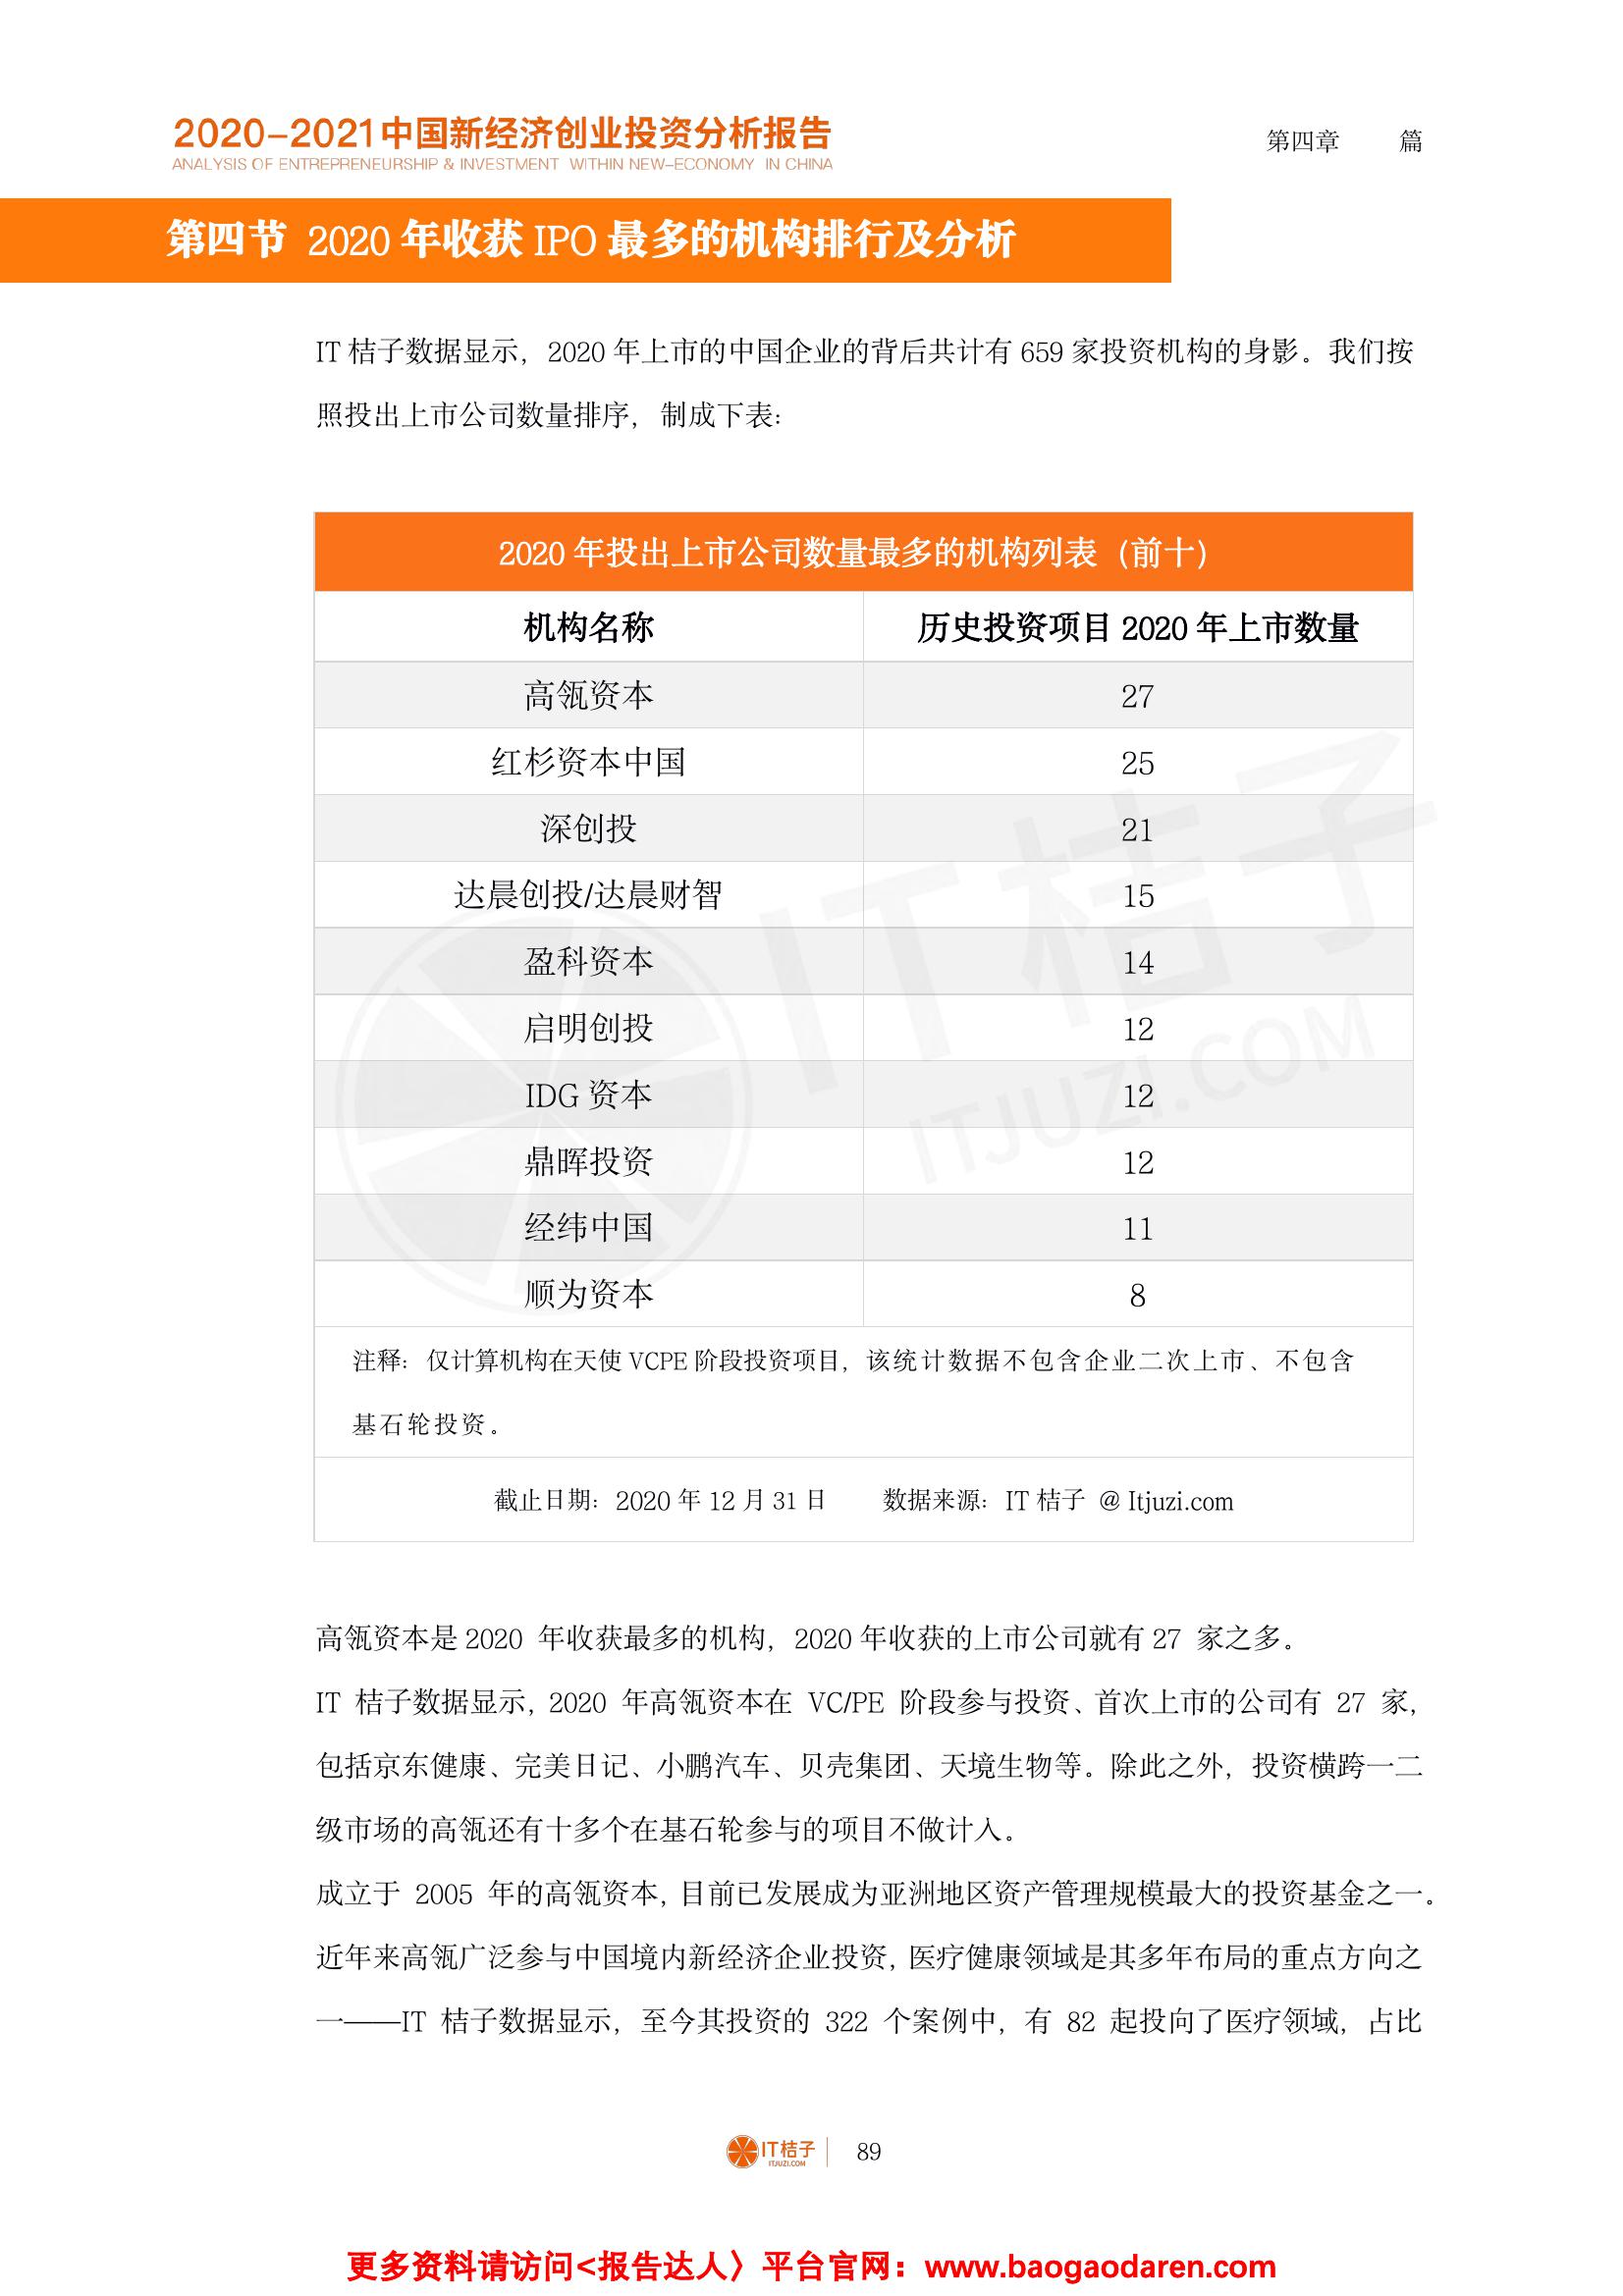 2020-2021中国新经济创业投资分析报告
ANALYSIS OF ENTREPRENEURSHIP & INVESTMENT WITHIN NEW-ECONOMY IN CHINA
第四章 篇
第四节 2020 年收获 IPO 最多的机构排行及分析
IT 桔子数据显示，2020 年上市的中国企业的背后共计有 659 家投资机构的身影。我们按
照投出上市公司数量排序，制成下表：
2020 年投出上市公司数量最多的机构列表（前十）
机构名称 历史投资项目 2020 年上市数量
高瓴资本 27
红杉资本中国 25
深创投 21
达晨创投/达晨财智 15
盈科资本 14
启明创投 12
IDG 资本 12
鼎晖投资 12
经纬中国 11
顺为资本 8
IT桔子
ITJUZI.COM
注释：仅计算机构在天使 VCPE 阶段投资项目，该统计数据不包含企业二次上市、不包含
基石轮投资。
截止日期：2020 年 12 月 31 日 数据来源：IT 桔子 @ Itjuzi.com
高瓴资本是 2020 年收获最多的机构，2020 年收获的上市公司就有 27 家之多。
IT 桔子数据显示，2020 年高瓴资本在 VC/PE 阶段参与投资、首次上市的公司有 27 家，
包括京东健康、完美日记、小鹏汽车、贝壳集团、天境生物等。除此之外，投资横跨一二
级市场的高瓴还有十多个在基石轮参与的项目不做计入。
成立于 2005 年的高瓴资本，目前已发展成为亚洲地区资产管理规模最大的投资基金之一。
近年来高瓴广泛参与中国境内新经济企业投资，医疗健康领域是其多年布局的重点方向之
一——IT 桔子数据显示，至今其投资的 322 个案例中，有 82 起投向了医疗领域，占比
IT桔子
ITJUZI.COM
89
更多资料请访问<报告达人〉平台官网：www.baogaodaren.com